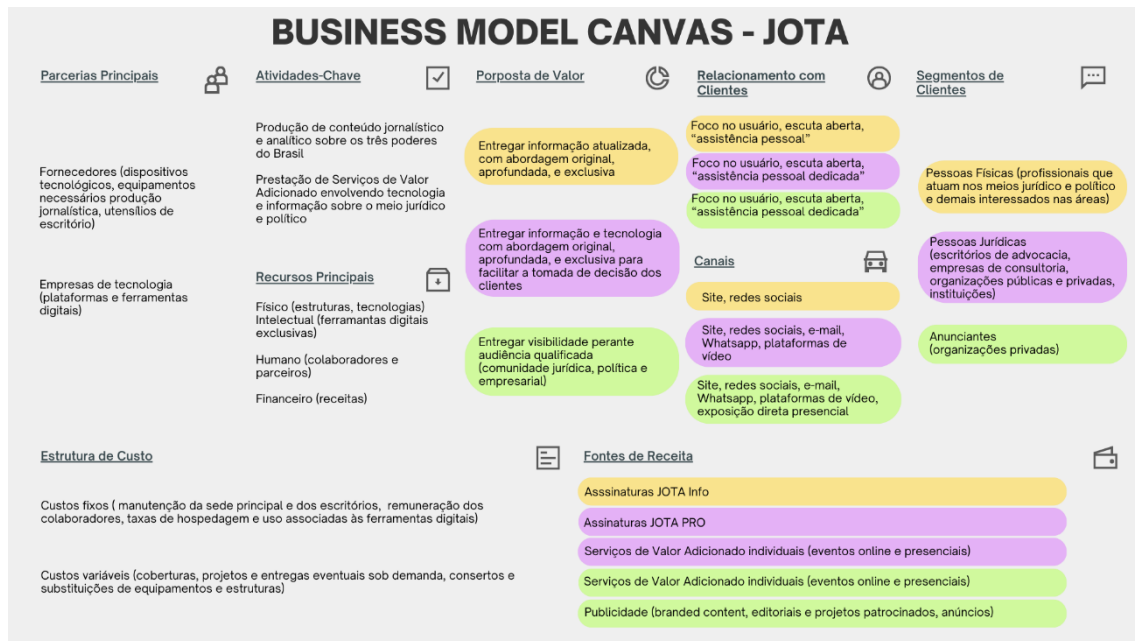 BUSINESS MODEL CANVAS - JOTA
Parcerias Principais
Fornecedores (dispositivos
tecnológicos, equipamentos
necessários produção
jornalística, utensílios de
escritório)
Empresas de tecnologia
(plataformas e ferramentas
digitais)
Atividades-Chave
Produção de conteúdo jornalístico
e analítico sobre os três poderes
do Brasil
Prestação de Serviços de Valor
Adicionado envolvendo tecnologia
e informação sobre o meio jurídico
e político
Recursos Principais
Físico (estruturas, tecnologias)
Intelectual (ferramantas digitais
exclusivas)
Humano (colaboradores e
parceiros)
Financeiro (receitas)
Porposta de Valor
Entregar informação atualizada,
com abordagem original,
aprofundada, e exclusiva
Entregar informação e tecnologia
com abordagem original,
aprofundada, e exclusiva para
facilitar a tomada de decisão dos
clientes
Entregar visibilidade perante
audiência qualificada
(comunidade jurídica, política e
empresarial)
Relacionamento com
Clientes
Foco no usuário, escuta aberta,
“assistência pessoal”
Foco no usuário, escuta aberta,
“assistência pessoal dedicada”
Foco no usuário, escuta aberta,
“assistência pessoal dedicada”
Canais
Site, redes sociais
Site, redes sociais, e-mail,
Whatsapp, plataformas de
vídeo
Site, redes sociais, e-mail,
Whatsapp, plataformas de vídeo,
exposição direta presencial
Segmentos de
Clientes
Pessoas Físicas (profissionais que
atuam nos meios jurídico e político
e demais interessados nas áreas)
Pessoas Jurídicas
(escritórios de advocacia,
empresas de consultoria,
organizações públicas e privadas,
instituições)
Anunciantes
(organizações privadas)
Estrutura de Custo
Custos fixos ( manutenção da sede principal e dos escritórios, remuneração dos
colaboradores, taxas de hospedagem e uso associadas às ferramentas digitais)
Custos variáveis (coberturas, projetos e entregas eventuais sob demanda, consertos e
substituições de equipamentos e estruturas)
Fontes de Receita
Asssinaturas JOTA Info
Assinaturas JOTA PRO
Serviços de Valor Adicionado individuais (eventos online e presenciais)
Serviços de Valor Adicionado individuais (eventos online e presenciais)
Publicidade (branded content, editoriais e projetos patrocinados, anúncios)